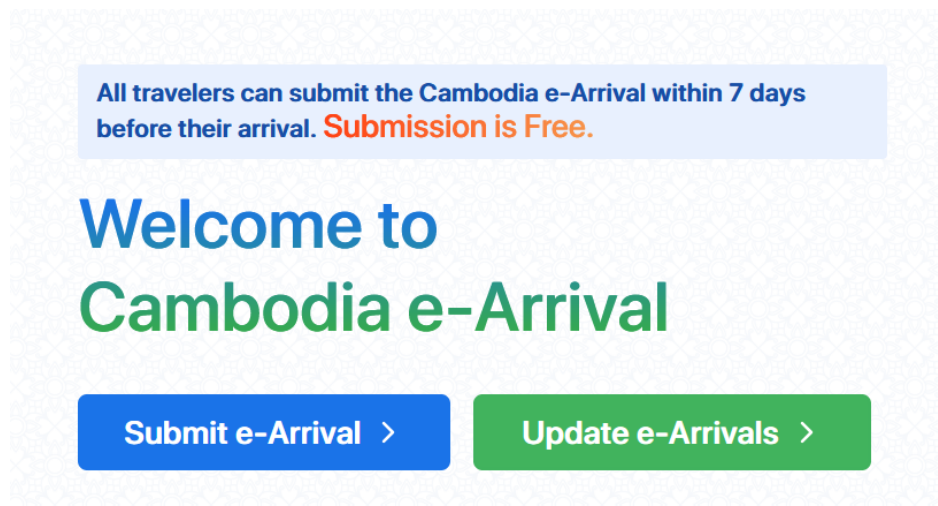 All travelers can submit the Cambodia e-Arrival within 7 days
before their arrival. Submission is Free.
Welcome to
Cambodia e-Arrival
Submit e-Arrival
Update e-Arrivals